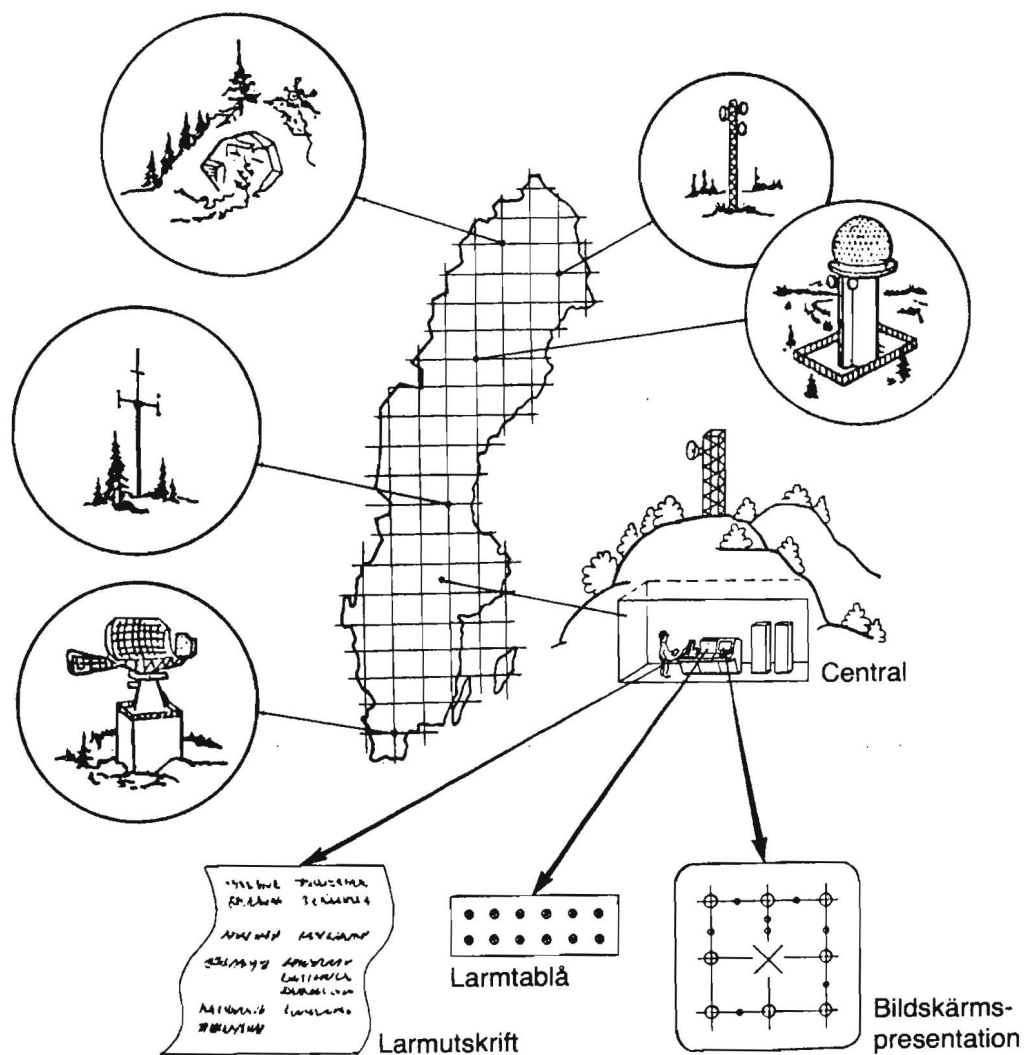 Central
Larmutskrift
Larmtablå
Bildskärms-
presentation